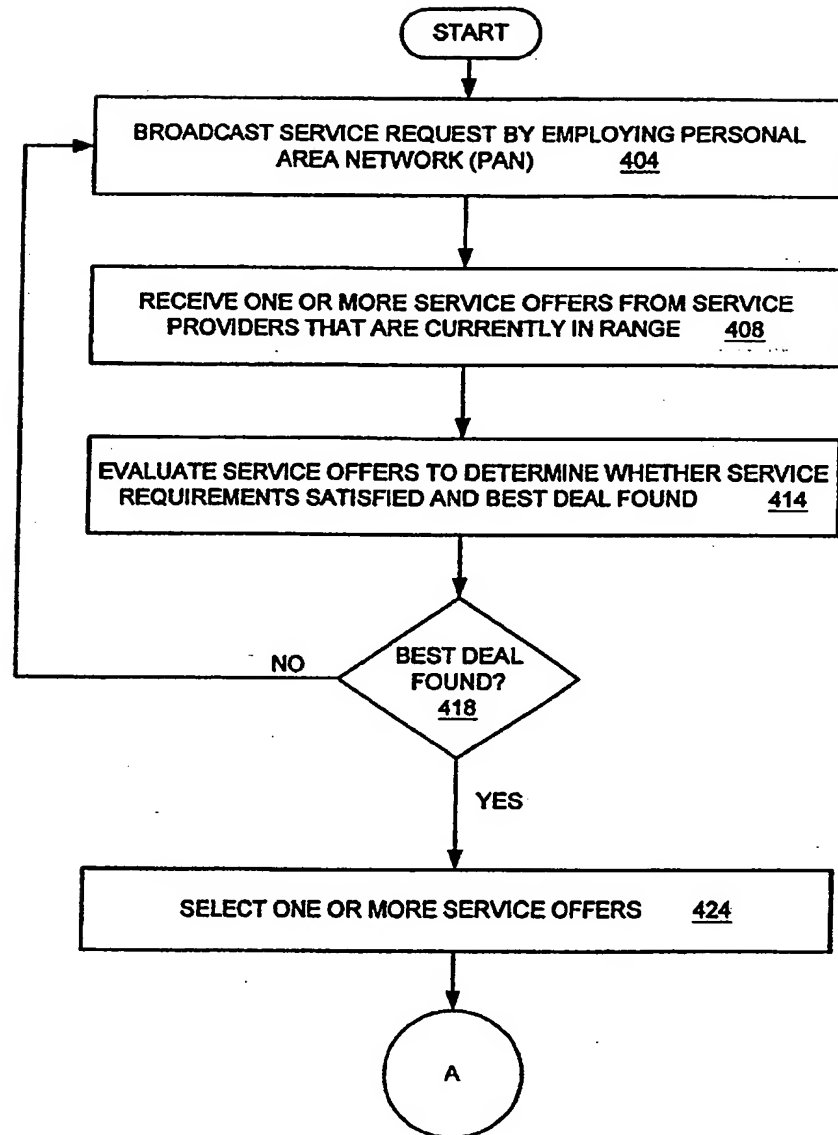 START
BROADCAST SERVICE REQUEST BY EMPLOYING PERSONAL
AREA NETWORK (PAN) 404
RECEIVE ONE OR MORE SERVICE OFFERS FROM SERVICE
PROVIDERS THAT ARE CURRENTLY IN RANGE 408
EVALUATE SERVICE OFFERS TO DETERMINE WHETHER SERVICE
REQUIREMENTS SATISFIED AND BEST DEAL FOUND 414
BEST DEAL
FOUND?
418
NO
YES
SELECT ONE OR MORE SERVICE OFFERS 424
A